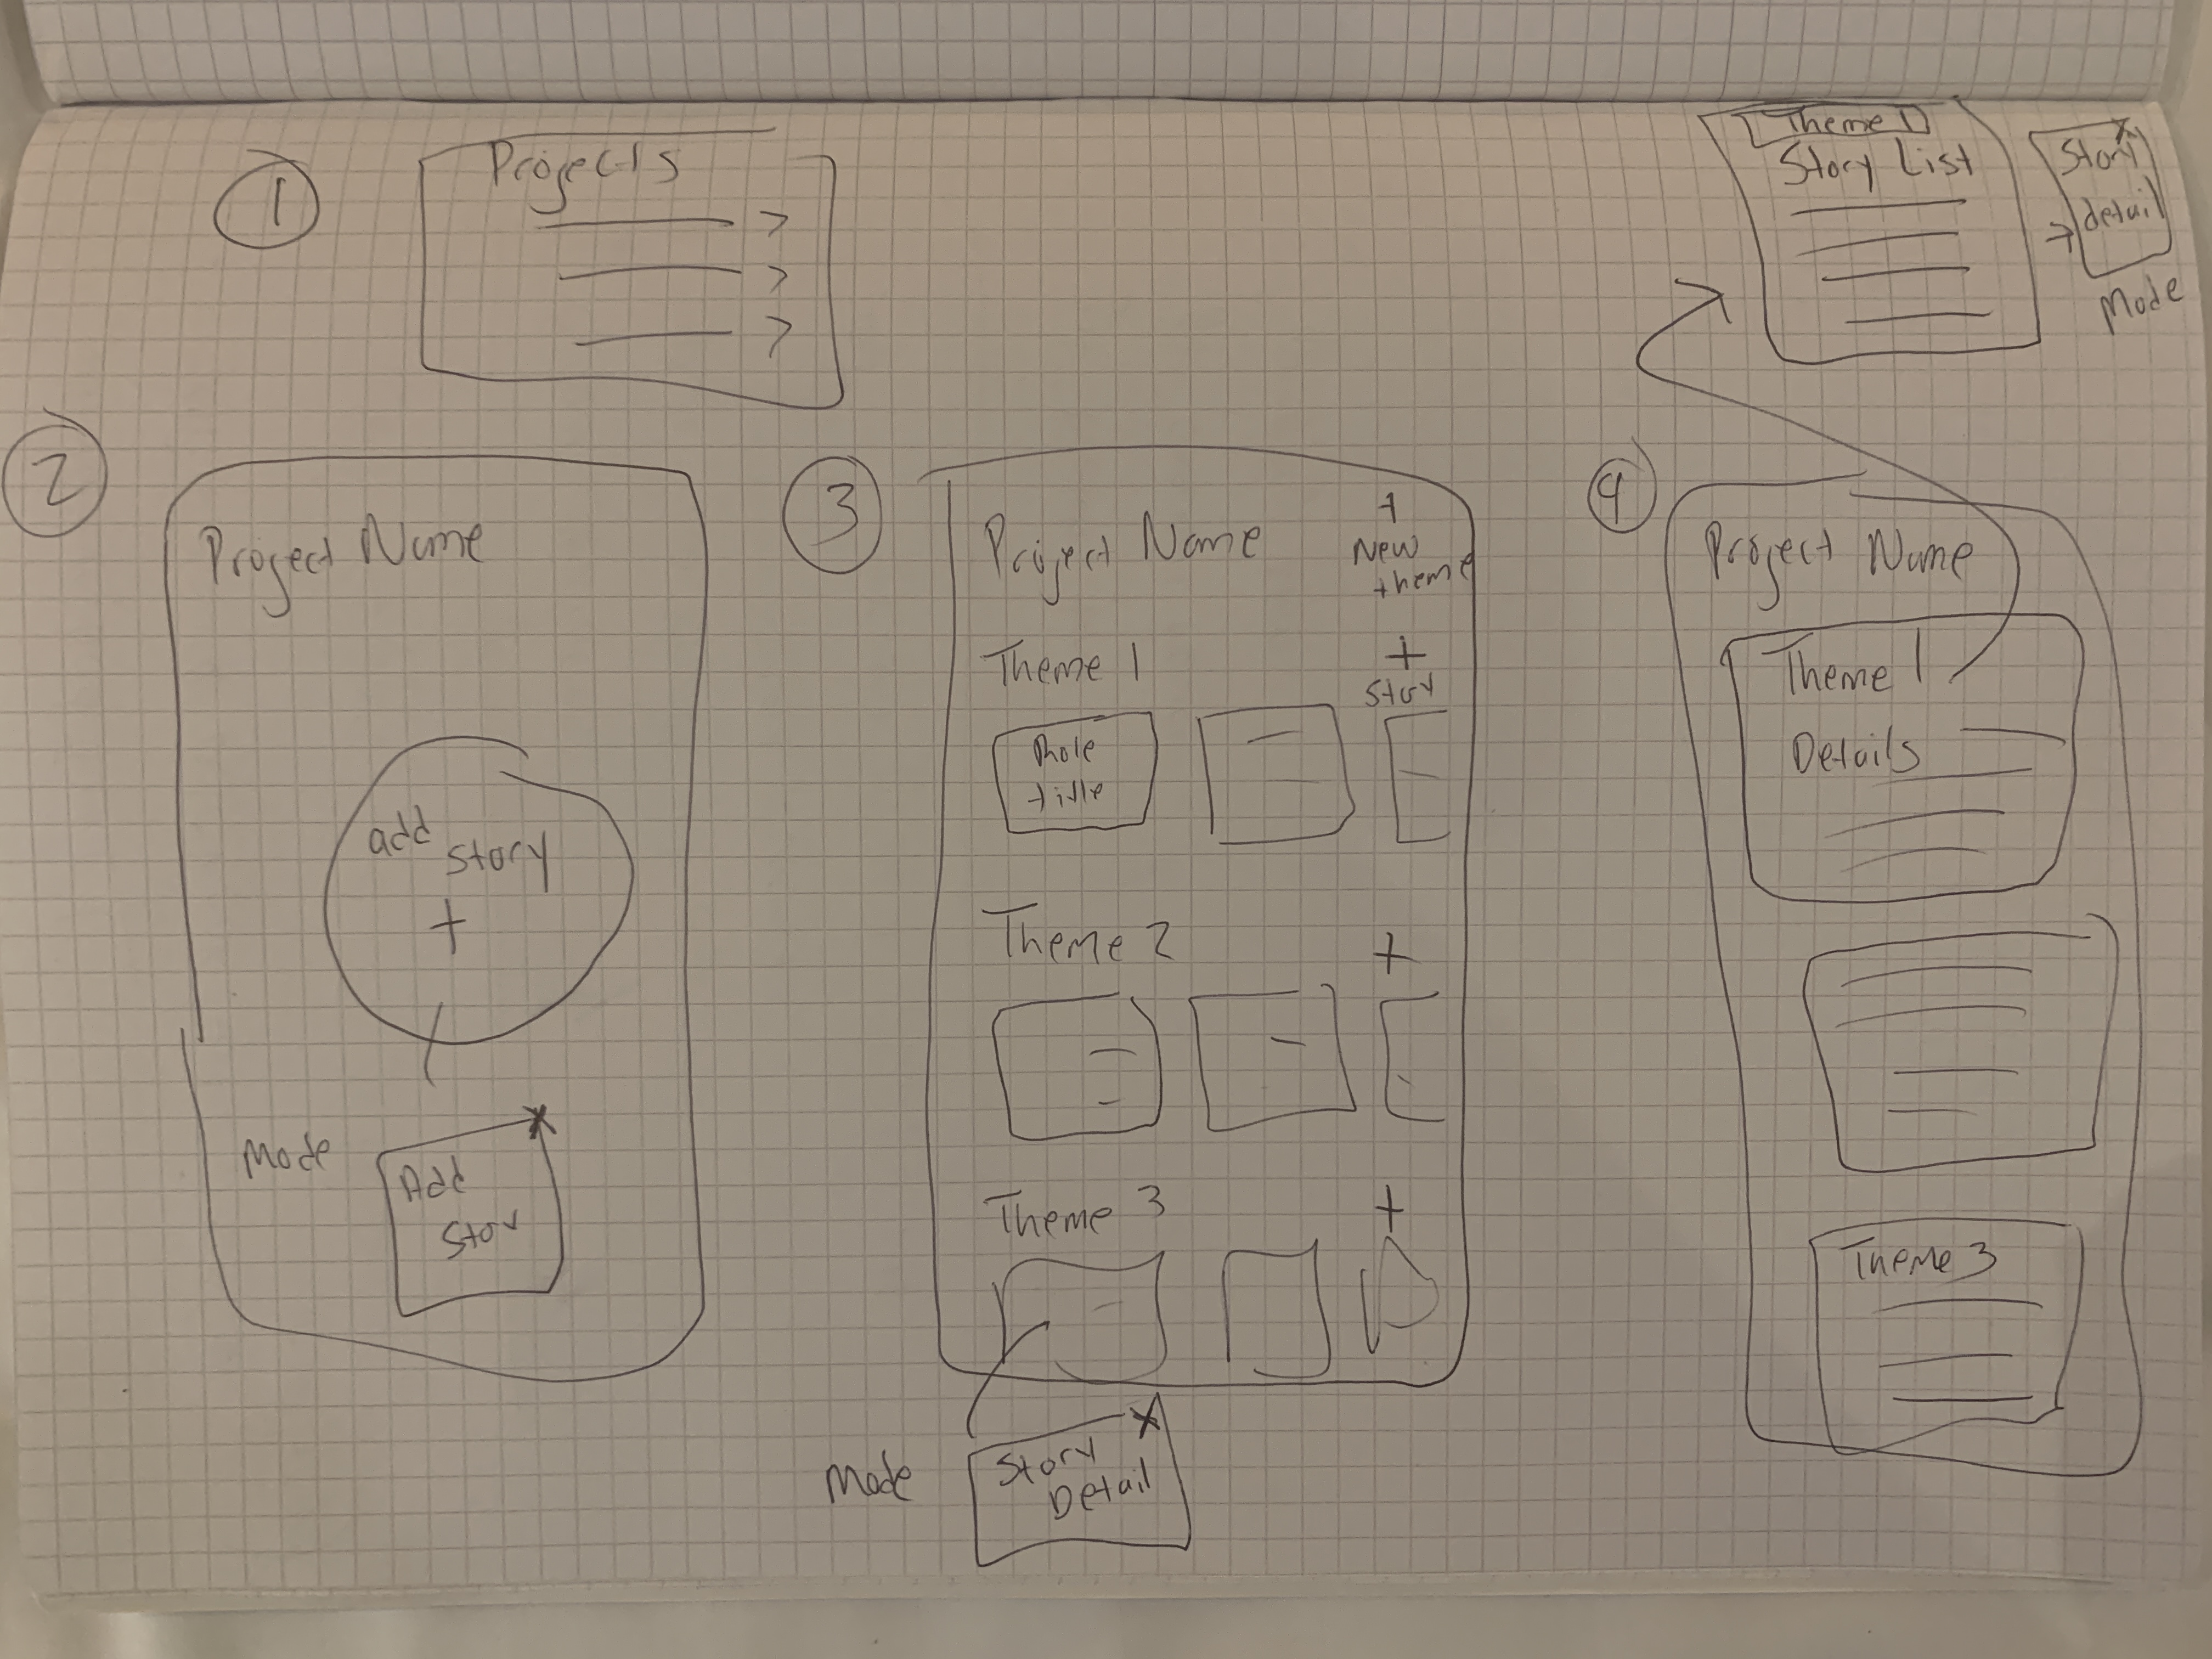 1
Projects
>
>
>
Theme 1
Story List
x
Story
→ detail
Mode
2
Project Name
add story
+
Mode
x
Add
Story
3
Project Name
+
New
theme
Theme 1
+
Story
title
Theme 2
+
Theme 3
+
Mode
x
Story
Detail
4
Project Name
Theme 1
Details
Theme 3